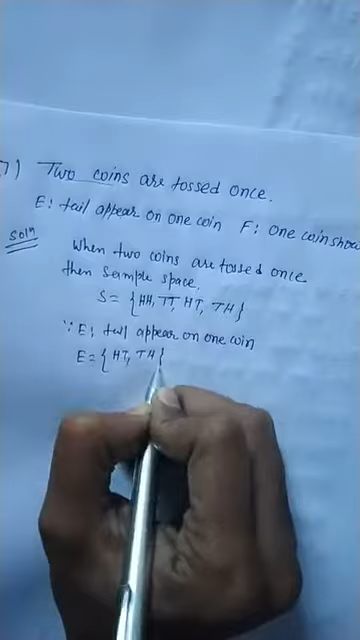 7) Two coins are tossed once.
E: tail appear on one coin F: one coin show
Soln
When two coins are tossed once
then sample space.
S = {HH, TT, HT, TH}
∵ E: tail appear on one coin
E = {HT, TH}